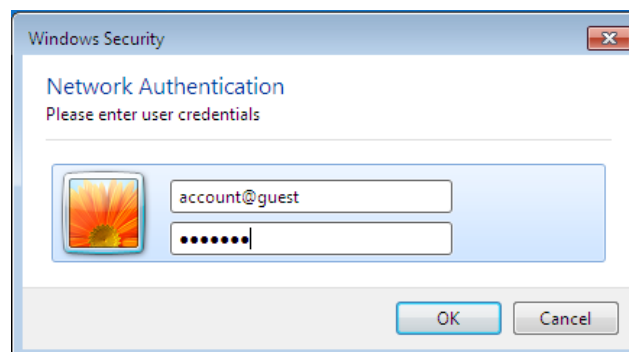 Windows Security
Network Authentication
Please enter user credentials
account@guest
•••••••
OK
Cancel